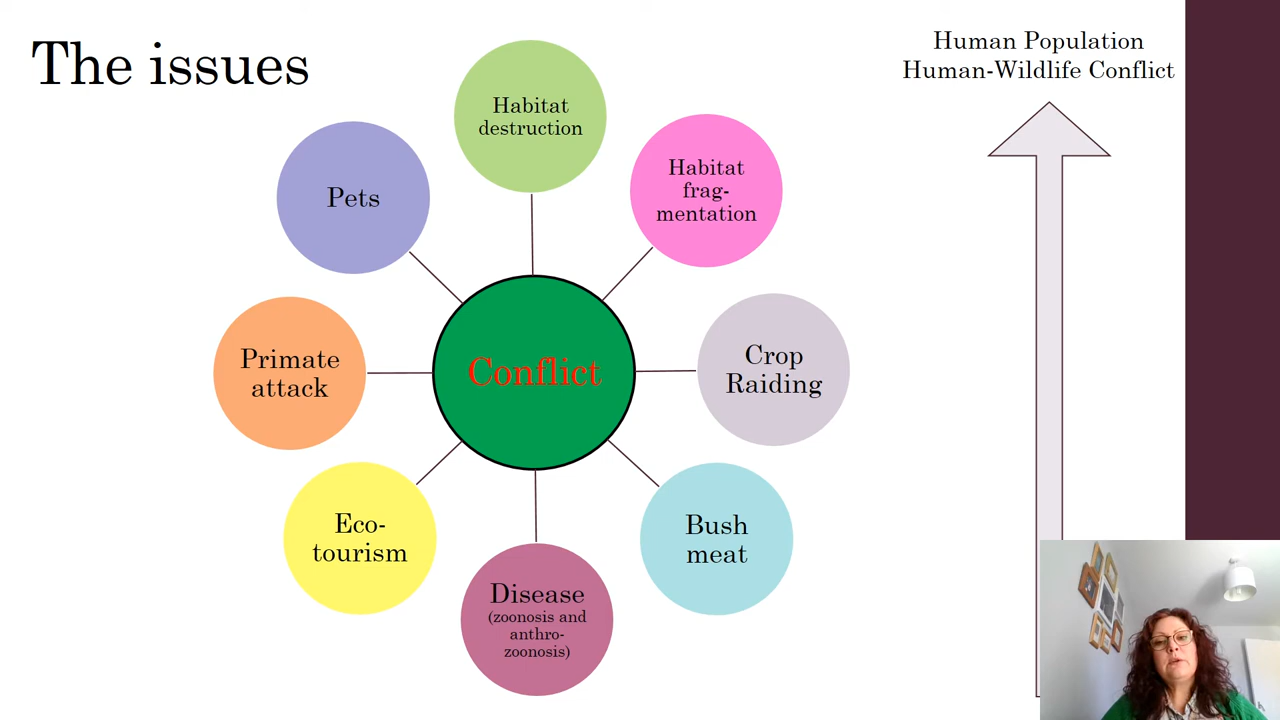 The issues
Human Population
Human-Wildlife Conflict
Habitat
destruction
Habitat
frag-
mentation
Pets
Conflict
Crop
Raiding
Primate
attack
Eco-
tourism
Bush
meat
Disease
(zoonosis and
anthro-
zoonosis)